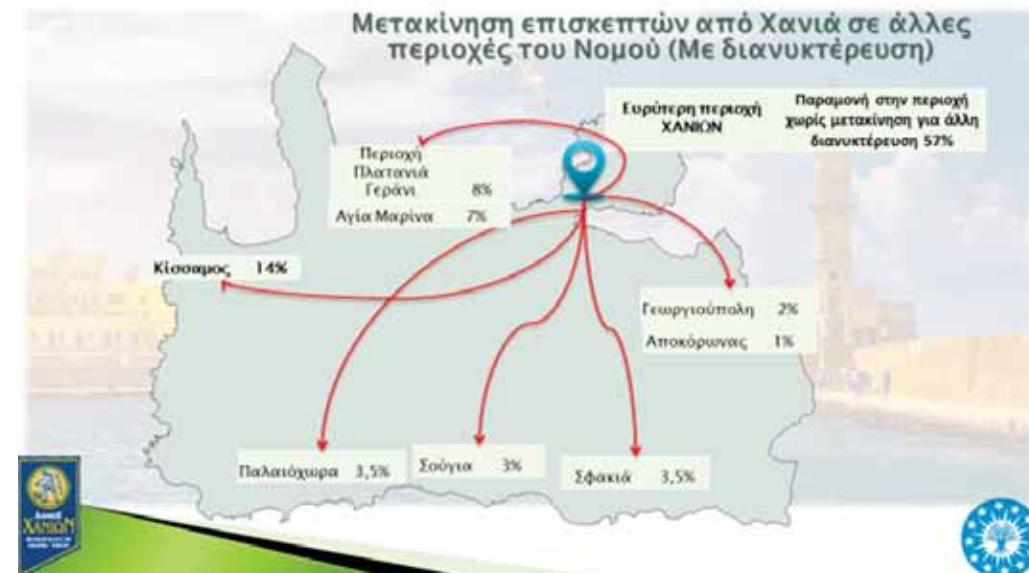 Μετακίνηση επισκεπτών από Χανιά σε άλλες
περιοχές του Νομού (Με διανυκτέρευση)
Ευρύτερη περιοχή
ΧΑΝΙΩΝ
Παραμονή στην περιοχή
χωρίς μετακίνηση για άλλη
διανυκτέρευση 57%
Περιοχή
Πλατανιά
Γεράνι 8%
Αγία Μαρίνα 7%
Κίσσαμος 14%
Γεωργιούπολη 2%
Αποκόρωνας 1%
Παλαιόχωρα 3,5%
Σούγια 3%
Σφακιά 3,5%
ΔΗΜΟΣ
ΧΑΝΙΩΝ